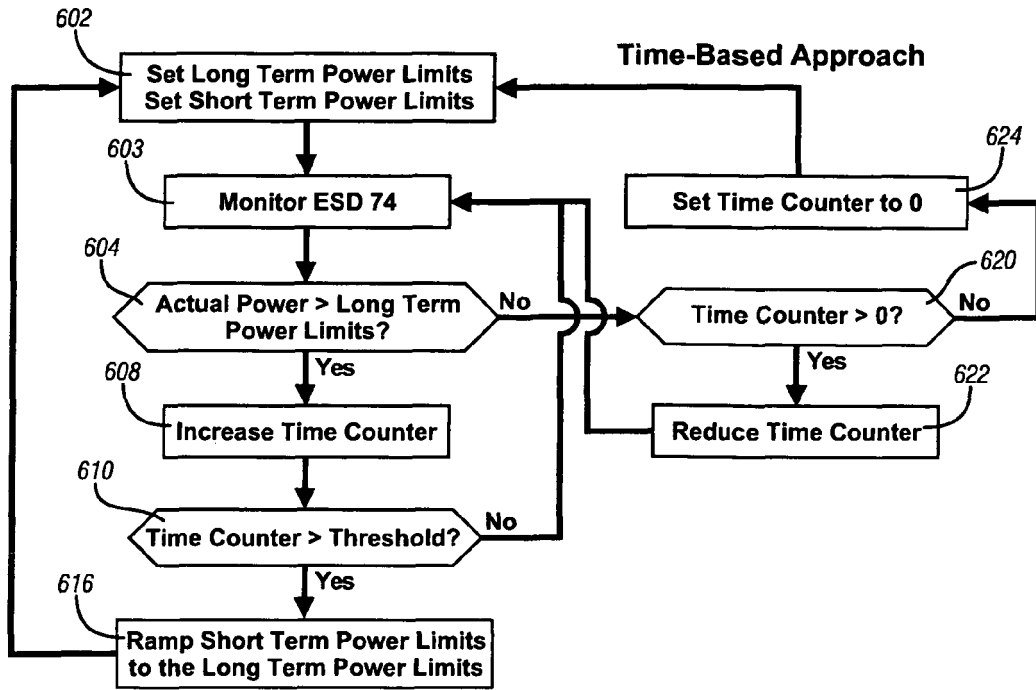 602
Time-Based Approach
Set Long Term Power Limits
Set Short Term Power Limits
603
Monitor ESD 74
624
Set Time Counter to 0
604
Actual Power > Long Term
Power Limits?
No
620
Time Counter > 0?
No
Yes
Yes
608
Increase Time Counter
622
Reduce Time Counter
610
Time Counter > Threshold?
No
Yes
616
Ramp Short Term Power Limits
to the Long Term Power Limits